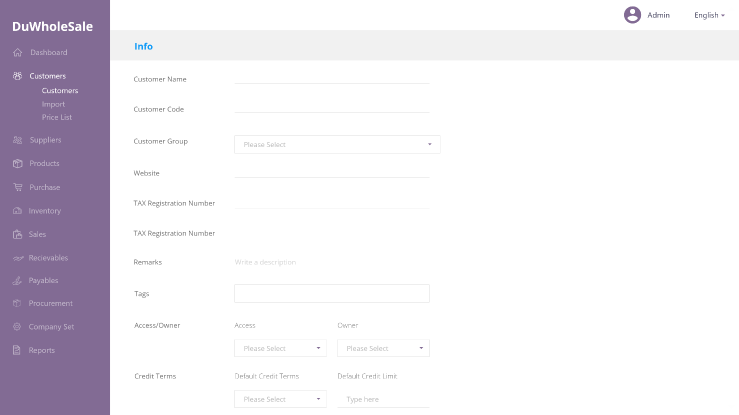 DuWholeSale
Admin
English
Dashboard
Customers
Customers
Import
Price List
Suppliers
Products
Purchase
Inventory
Sales
Recievables
Payables
Procurement
Company Set
Reports
Info
Customer Name
Customer Code
Customer Group
Please Select
Website
TAX Registration Number
TAX Registration Number
Remarks
Write a description
Tags
Access/Owner
Access
Owner
Please Select
Please Select
Credit Terms
Default Credit Terms
Default Credit Limit
Please Select
Type here